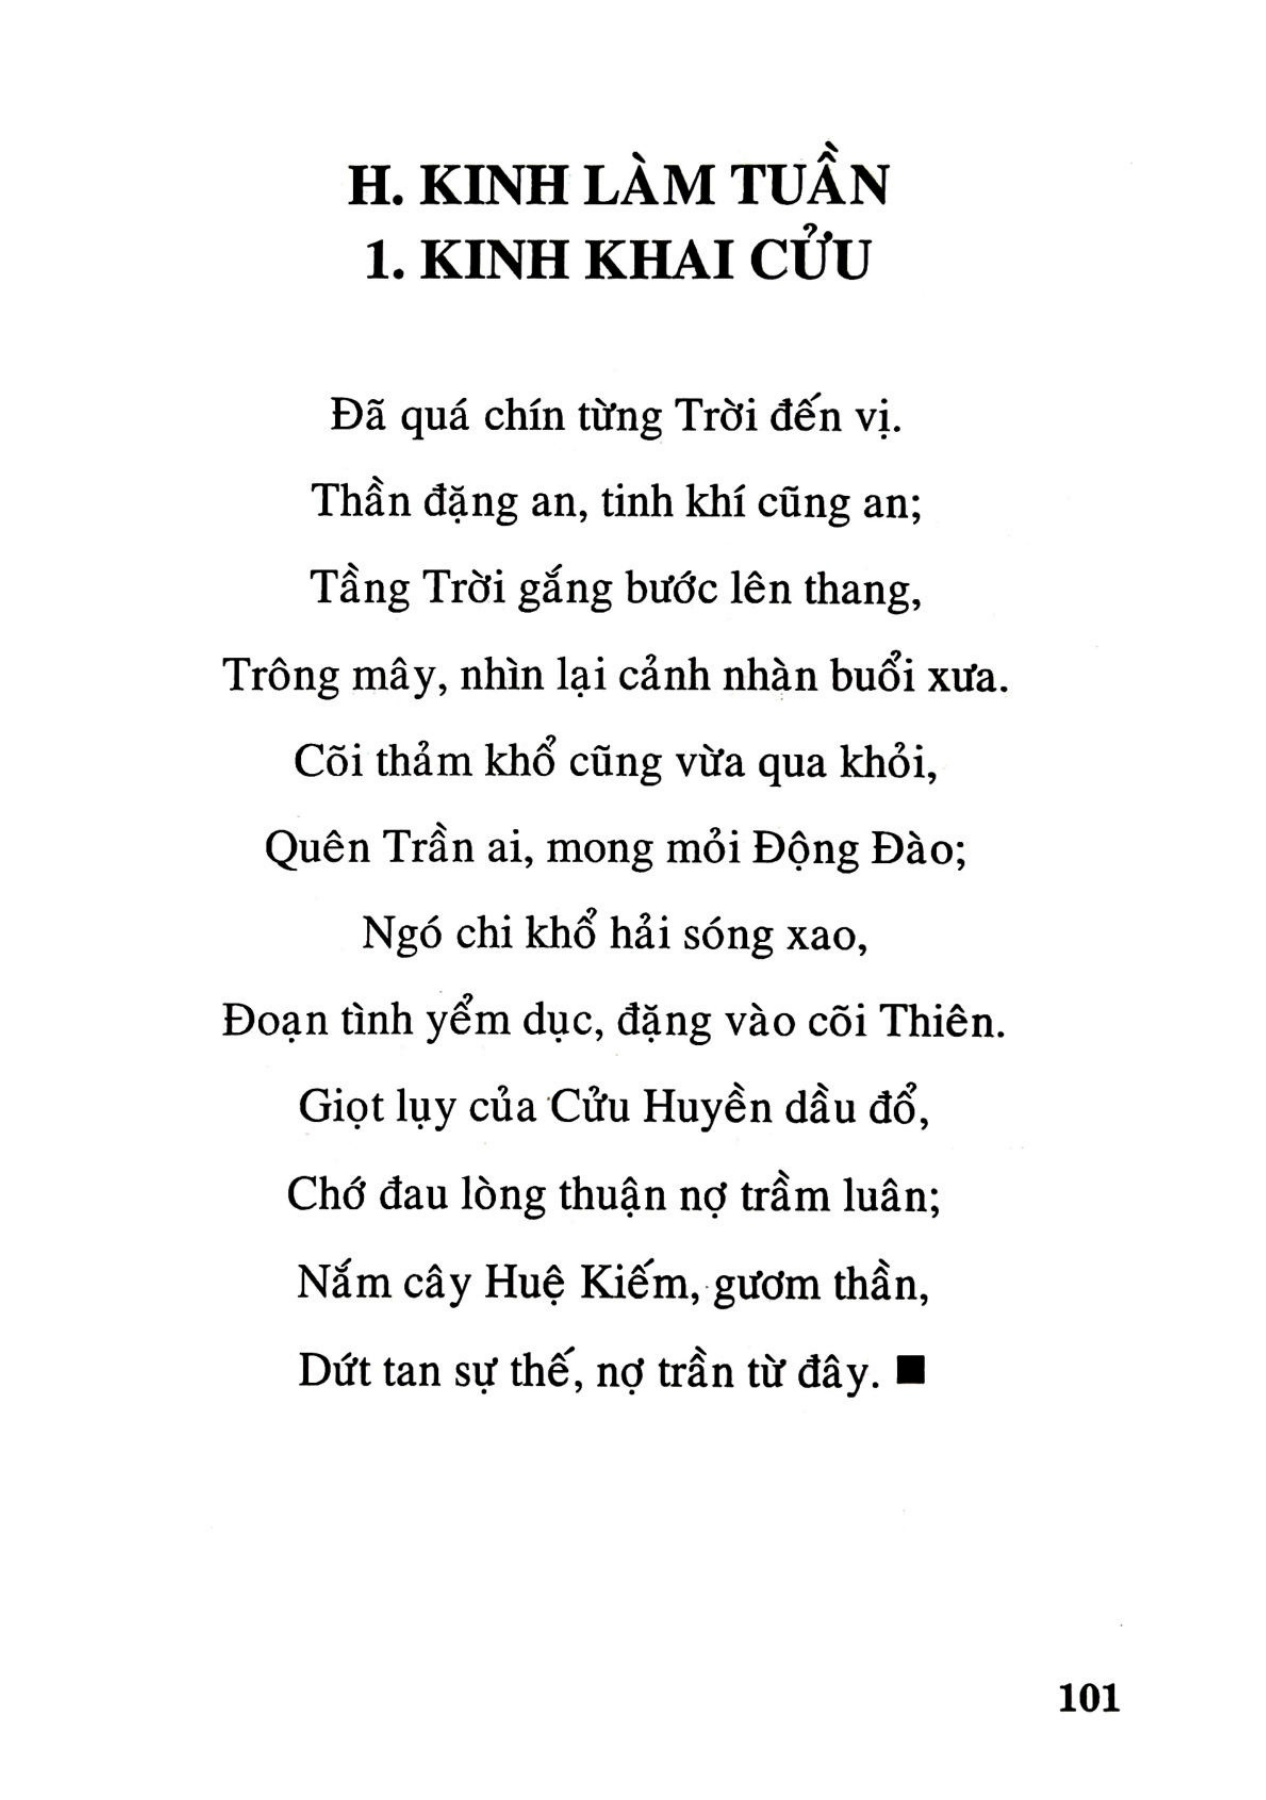 H. KINH LÀM TUẦN
1. KINH KHAI CỬU
Đã quá chín từng Trời đến vị.
Thần đặng an, tinh khí cũng an;
Tầng Trời gắng bước lên thang,
Trông mây, nhìn lại cảnh nhàn buổi xưa.
Cõi thảm khổ cũng vừa qua khỏi,
Quên Trần ai, mong mỏi Động Đào;
Ngó chi khổ hải sóng xao,
Đoạn tình yểm dục, đặng vào cõi Thiên.
Giọt lụy của Cửu Huyền dầu đổ,
Chớ đau lòng thuận nợ trầm luân;
Nắm cây Huệ Kiếm, gươm thần,
Dứt tan sự thế, nợ trần từ đây. ■
101